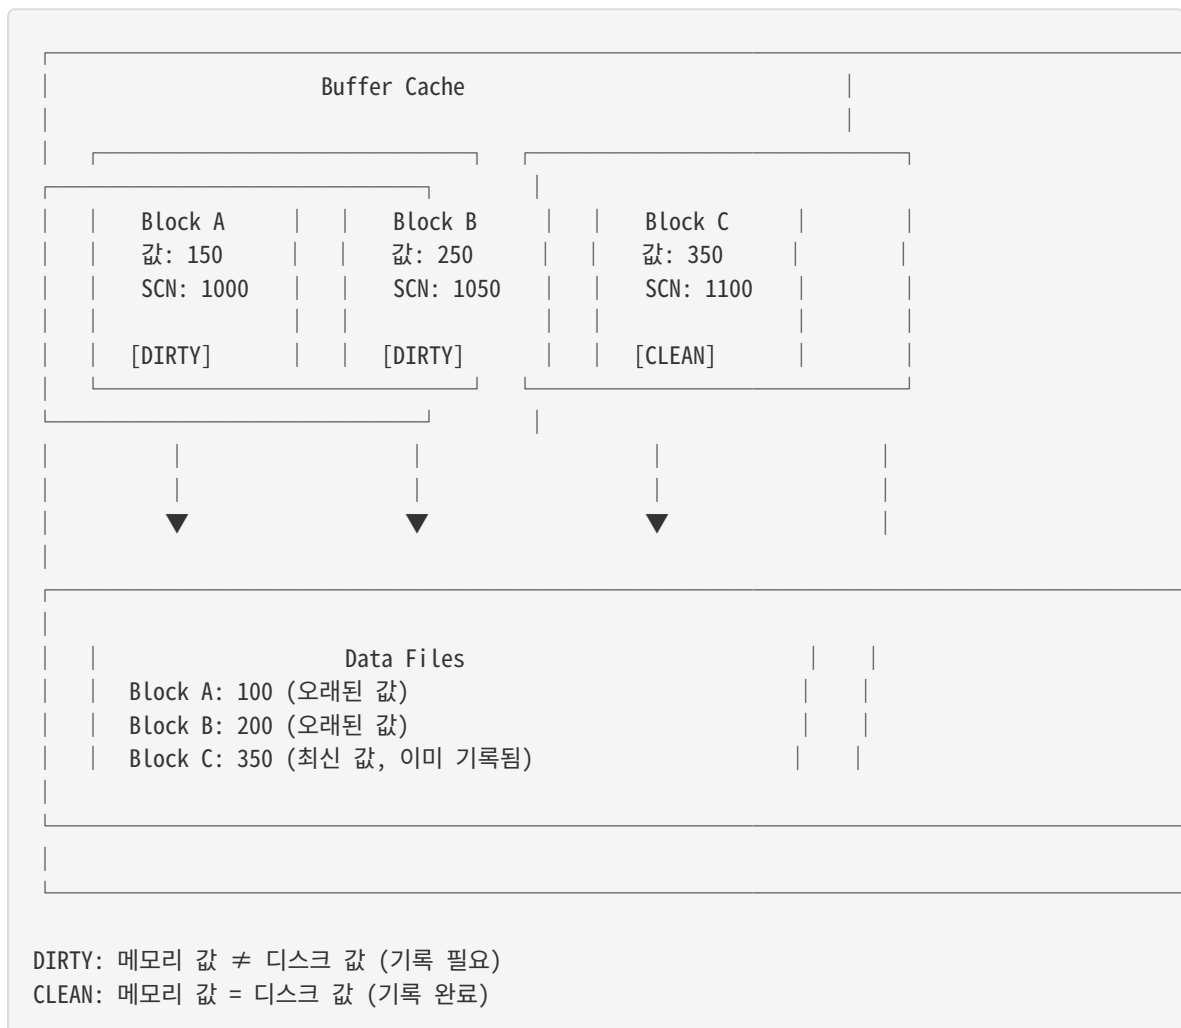 Buffer Cache
Block A Block B Block C
값: 150 값: 250 값: 350
SCN: 1000 SCN: 1050 SCN: 1100
[DIRTY] [DIRTY] [CLEAN]
Data Files
Block A: 100 (오래된 값)
Block B: 200 (오래된 값)
Block C: 350 (최신 값, 이미 기록됨)
DIRTY: 메모리 값 ≠ 디스크 값 (기록 필요)
CLEAN: 메모리 값 = 디스크 값 (기록 완료)